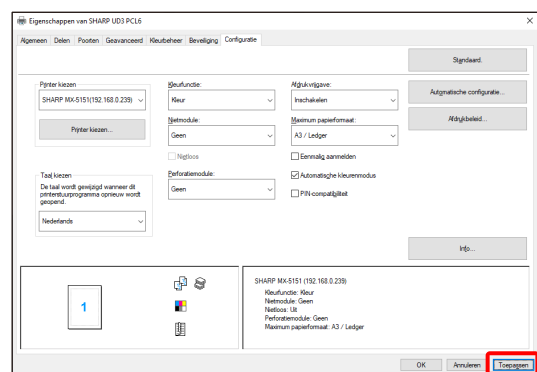 Eigenschappen van SHARP UD3 PCL6
Algemeen Delen Poorten Geavanceerd Kleurbeheer Beveiliging Configuratie
Standaard.
Printer kiezen
SHARP MX-5151(192.168.0.239)
Printer kiezen...
Kleurfunctie:
Kleur
Afdrukvrijgave:
Inschakelen
Automatische configuratie...
Nietmodule:
Geen
Maximum papierformaat:
A3 / Ledger
Afdrukbeleid...
Nietloos
Eenmalig aanmelden
Taal kiezen
De taal wordt gewijzigd wanneer dit
printerstuurprogramma opnieuw wordt
geopend.
Nederlands
Perforatiemodule:
Geen
Automatische kleurenmodus
PIN-compatibiliteit
Info...
1
SHARP MX-5151 (192.168.0.239)
Kleurfunctie: Kleur
Nietmodule: Geen
Nietloos: Uit
Perforatiemodule: Geen
Maximum papierformaat: A3 / Ledger
OK Annuleren Toepassen